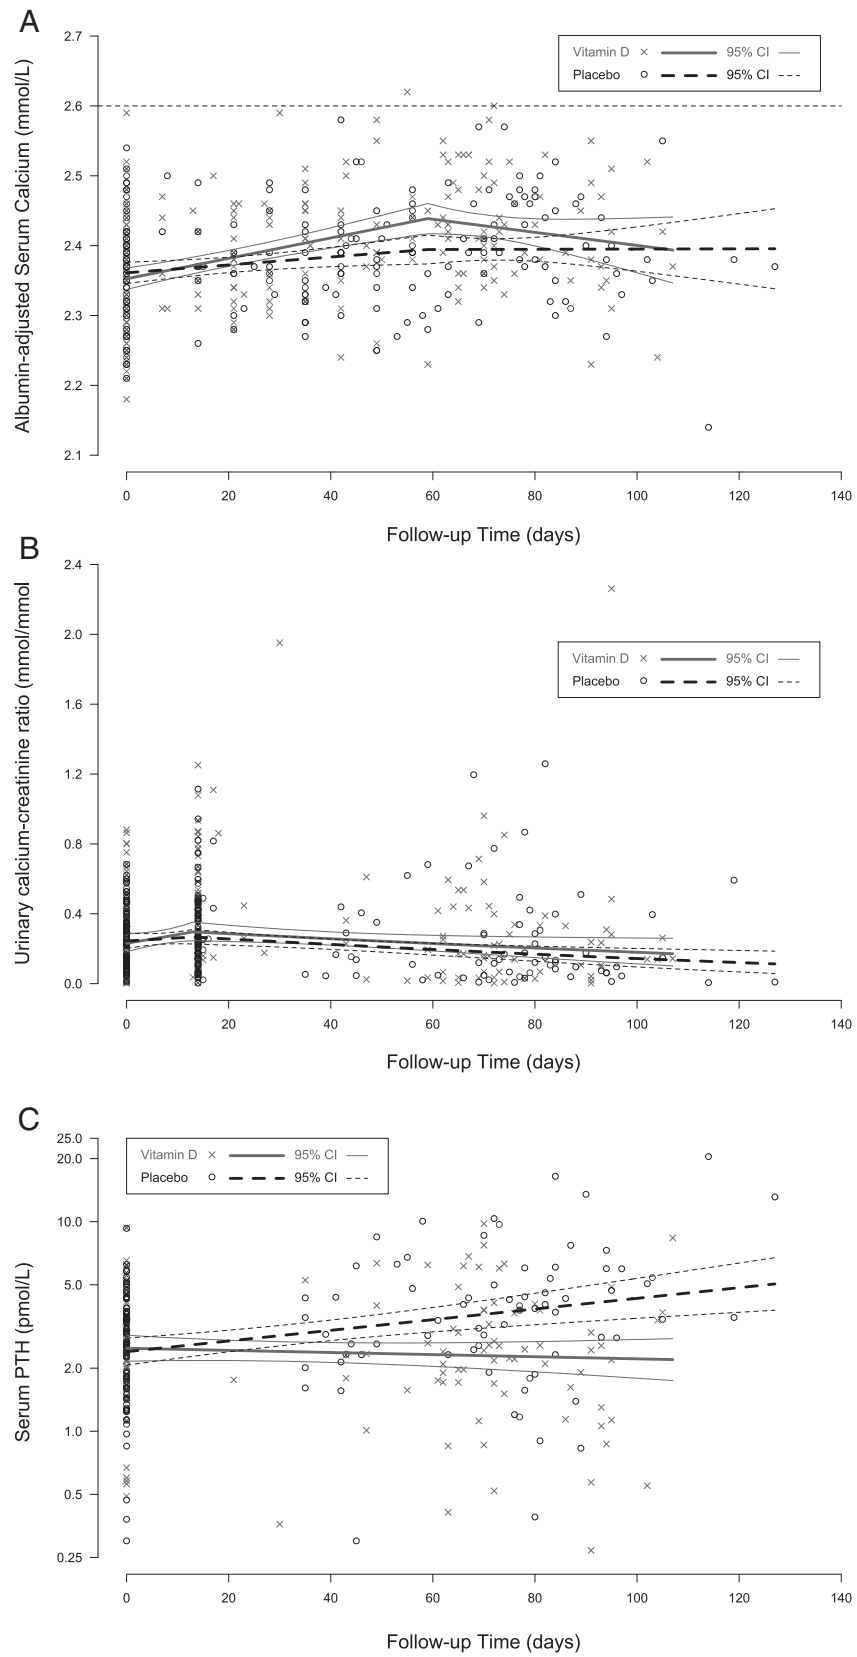 A
Albumin-adjusted Serum Calcium (mmol/L)
2.7
2.6
2.5
2.4
2.3
2.2
2.1
Vitamin D 95% CI
Placebo 95% CI
0 20 40 60 80 100 120 140
Follow-up Time (days)
B
Urinary calcium-creatinine ratio (mmol/mmol
2.4
2.0
1.6
1.2
0.8
0.4
0.0
Vitamin D 95% CI
Placebo 95% CI
0 20 40 60 80 100 120 140
Follow-up Time (days)
C
Serum PTH (pmol/L)
25.0
20.0
10.0
5.0
2.0
1.0
0.5
0.25
Vitamin D 95% CI
Placebo 95% CI
0 20 40 60 80 100 120 140
Follow-up Time (days)